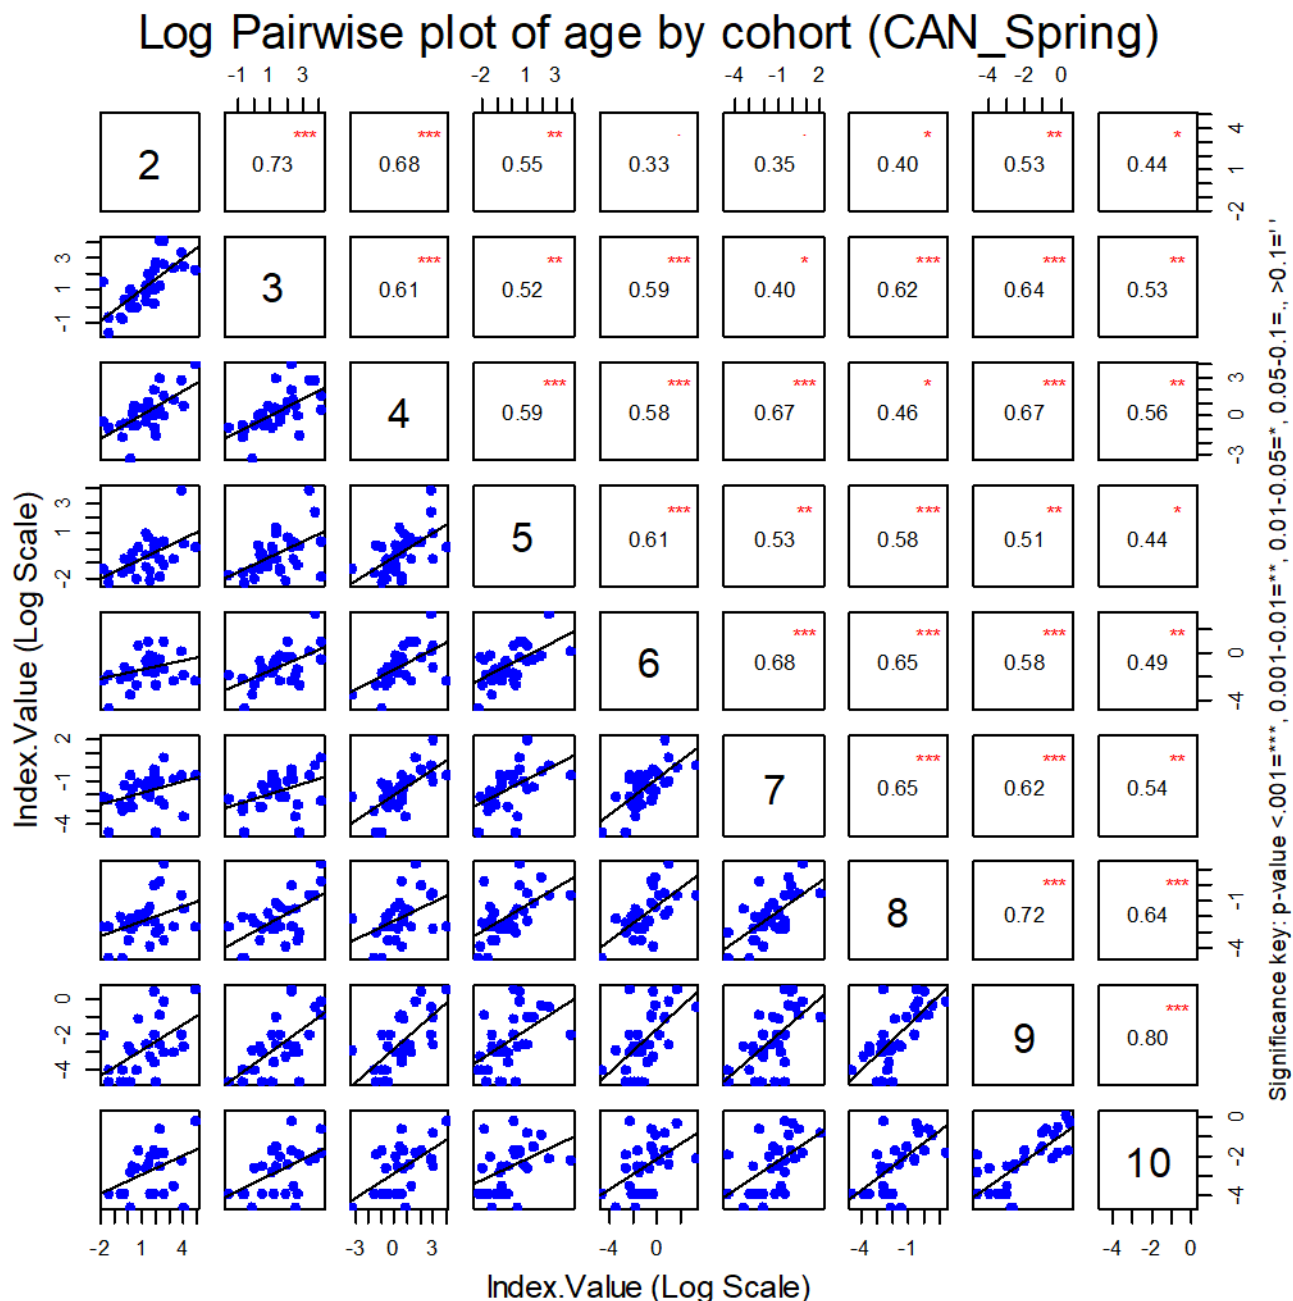 Log Pairwise plot of age by cohort (CAN_Spring)
-1 1 3 -2 1 3 -4 -1 2 -4 -2 0
2 0.73 *** 0.68 *** 0.55 ** 0.33 . 0.35 . 0.40 * 0.53 ** 0.44 * -2 1 4
-1 1 3 3 0.61 *** 0.52 ** 0.59 *** 0.40 * 0.62 *** 0.64 *** 0.53 **
4 0.59 *** 0.58 *** 0.67 *** 0.46 * 0.67 *** 0.56 ** -3 0 3
-2 1 3 5 0.61 *** 0.53 ** 0.58 *** 0.51 ** 0.44 *
6 0.68 *** 0.65 *** 0.58 *** 0.49 ** -4 0
-4 -1 2 7 0.65 *** 0.62 *** 0.54 **
8 0.72 *** 0.64 *** -4 -1
-4 -2 0 9 0.80 ***
10 -4 -2 0
-2 1 4 -3 0 3 -4 0 -4 -1 -4 -2 0
Index.Value (Log Scale)
Index.Value (Log Scale)
Significance key: p-value <.001=***, 0.001-0.01=**, 0.01-0.05=*, 0.05-0.1=., >0.1=''